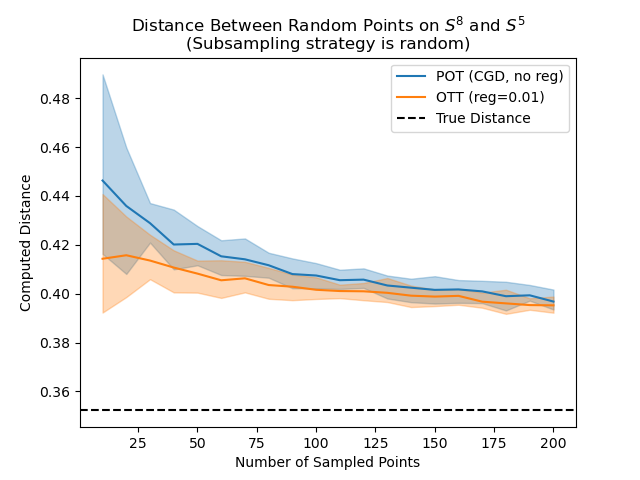 Distance Between Random Points on $S^8$ and $S^5$
(Subsampling strategy is random)
POT (CGD, no reg)
OTT (reg=0.01)
True Distance
Computed Distance
0.48
0.46
0.44
0.42
0.40
0.38
0.36
25 50 75 100 125 150 175 200
Number of Sampled Points